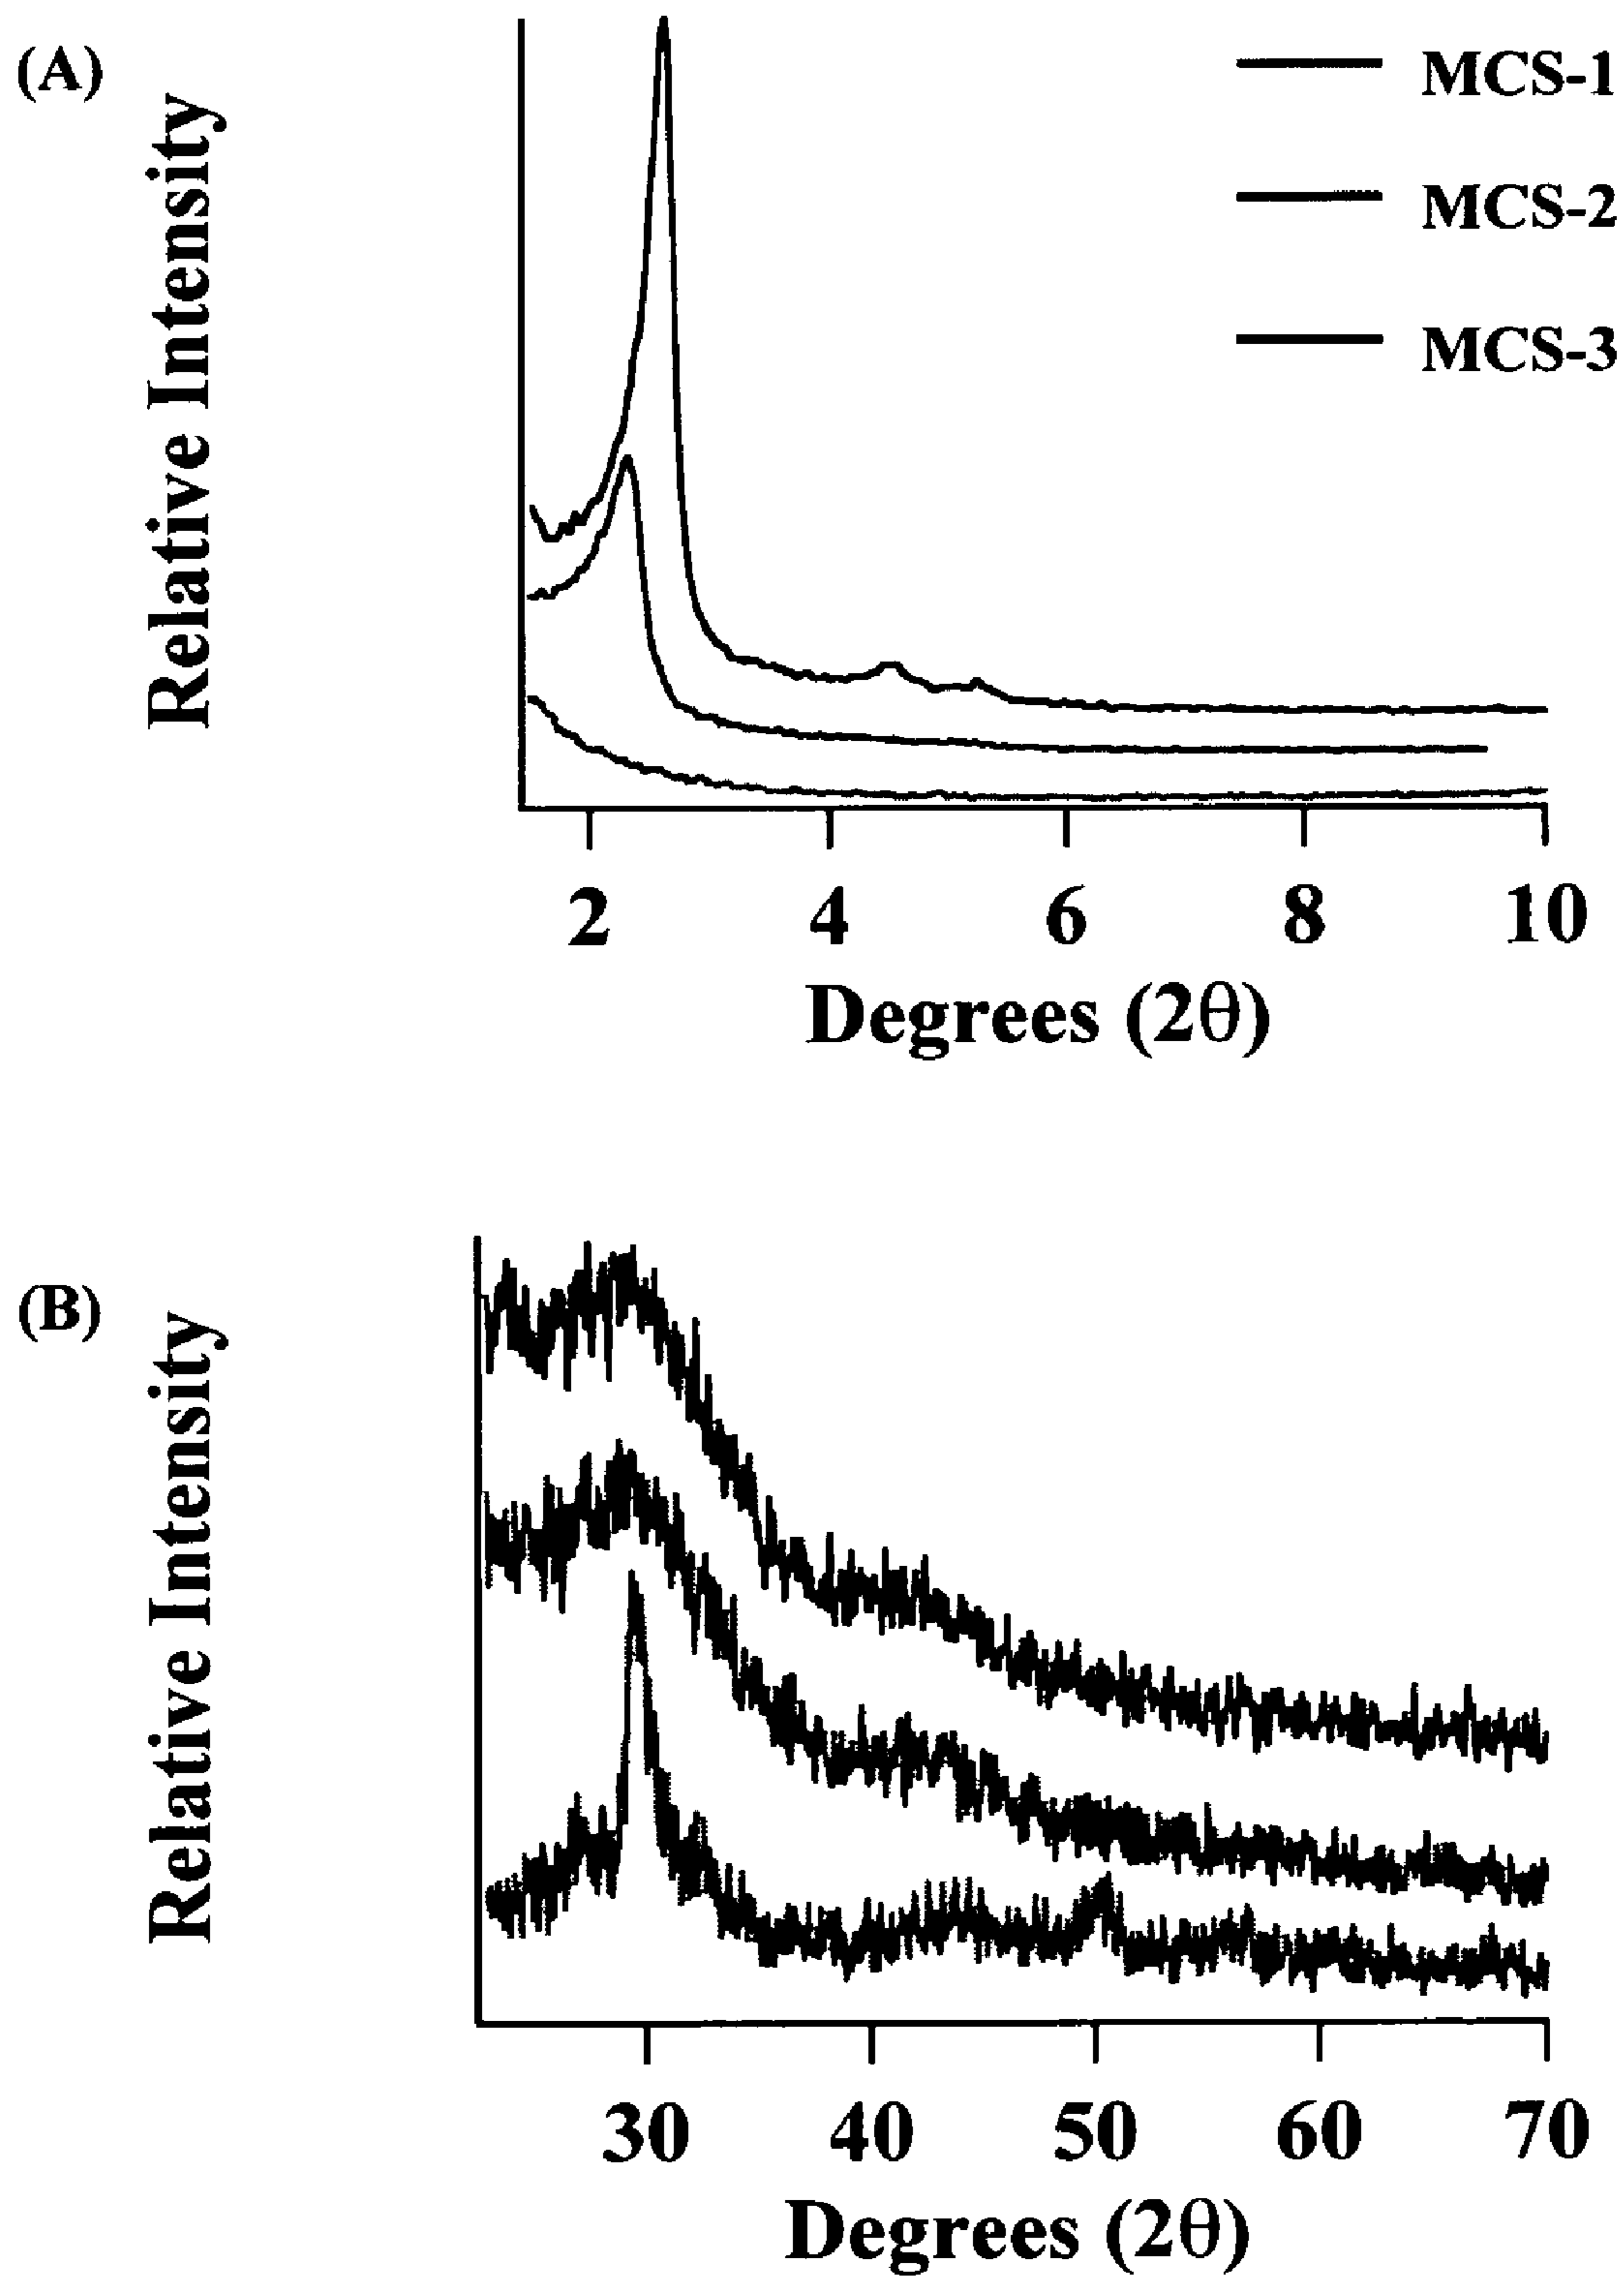 (A)
Relative Intensity
MCS-1
MCS-2
MCS-3
2 4 6 8 10
Degrees (2θ)
(B)
Relative Intensity
30 40 50 60 70
Degrees (2θ)